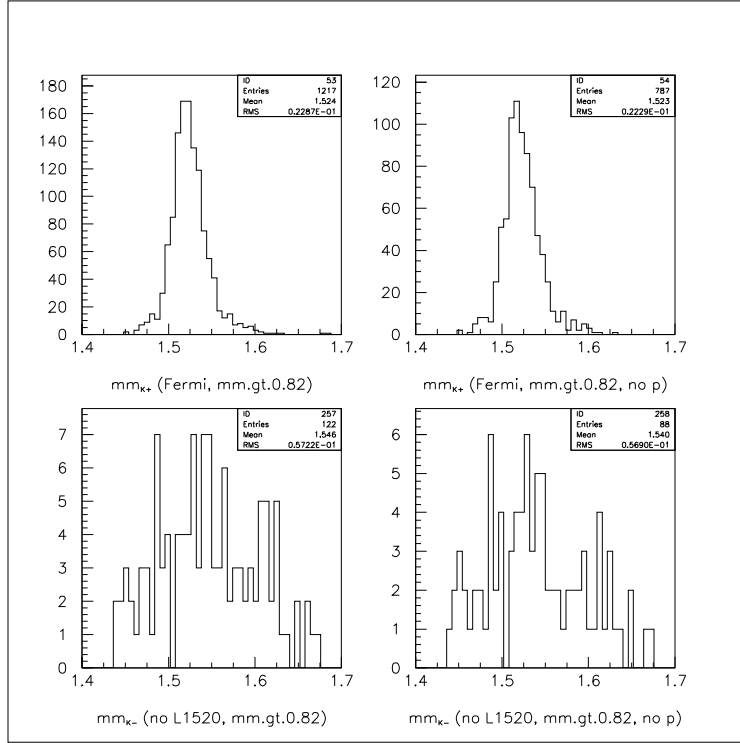 ID 53
Entries 1217
Mean 1.524
RMS 0.2287E-01
180
160
140
120
100
80
60
40
20
0
1.4 1.5 1.6 1.7
mmK+ (Fermi, mm.gt.0.82)
ID 54
Entries 787
Mean 1.523
RMS 0.2229E-01
120
100
80
60
40
20
0
1.4 1.5 1.6 1.7
mmK+ (Fermi, mm.gt.0.82, no p)
ID 257
Entries 122
Mean 1.546
RMS 0.5722E-01
7
6
5
4
3
2
1
0
1.4 1.5 1.6 1.7
mmK− (no L1520, mm.gt.0.82)
ID 258
Entries 88
Mean 1.540
RMS 0.5690E-01
6
5
4
3
2
1
0
1.4 1.5 1.6 1.7
mmK− (no L1520, mm.gt.0.82, no p)